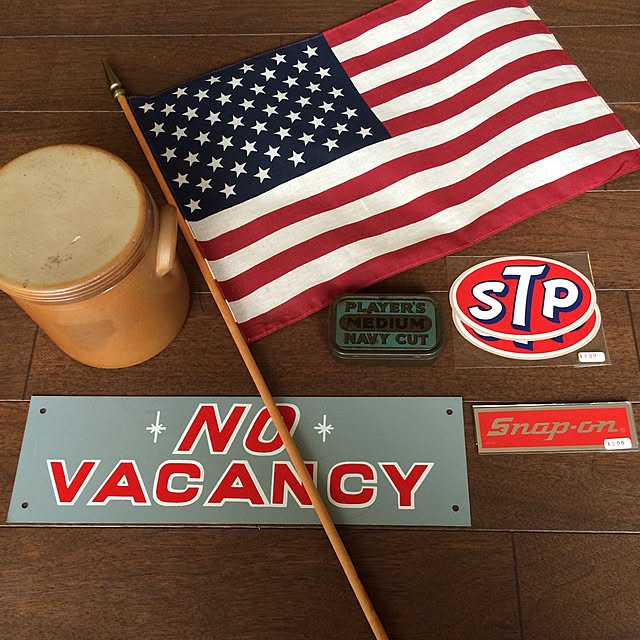 PLAYER'S
MEDIUM
NAVY CUT
STP
Snap-on
NO
VACANCY